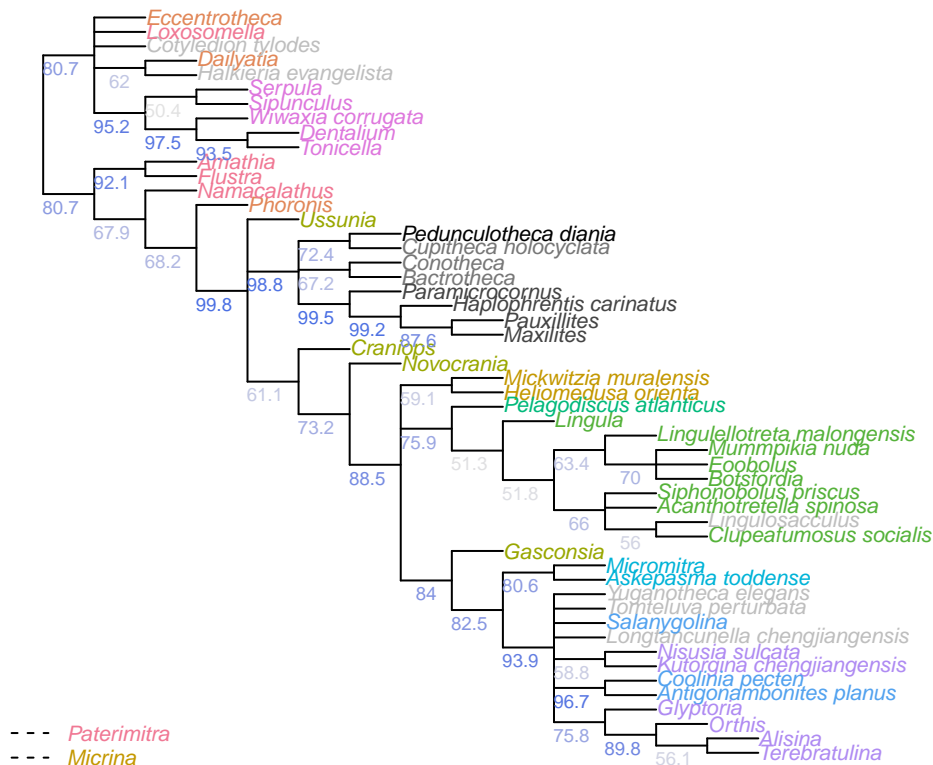 Eccentrotheca
Loxosomella
Cotyledion tylodes
80.7
Dailyatia
62
Halkieria evangelista
Serpula
50.4
Sipunculus
95.2
Wiwaxia corrugata
97.5
93.5
Dentalium
Tonicella
Amathia
92.1
Flustra
80.7
Namacalathus
67.9
Phoronis
68.2
Ussunia
Pedunculotheca diania
72.4
Cupitheca holocyclata
98.8
Conotheca
67.2
Bactrotheca
99.8
Paramicrocornus
99.5
Haplophrentis carinatus
99.2
Pauxillites
87.6
Maxilites
Craniops
61.1
Novocrania
73.2
Mickwitzia muralensis
59.1
Heliomedusa orienta
Pelagodiscus atlanticus
88.5
75.9
Lingula
51.3
Lingulellotreta malongensis
51.8
63.4
Mummpikia nuda
Eoobolus
70
Botsfordia
Siphonobolus priscus
Acanthotretella spinosa
66
Lingulosacculus
56
Clupeafumosus socialis
Gasconsia
84
Micromitra
80.6
Askepasma toddense
82.5
Yuganotheca elegans
Tomteluva perturbata
Salanygolina
Longtancunella chengjiangensis
93.9
Nisusia sulcata
58.8
Kutorgina chengjiangensis
Coolinia pecten
96.7
Antigonambonites planus
Glyptoria
75.8
Orthis
89.8
Alisina
56.1
Terebratulina
Paterimitra
Micrina